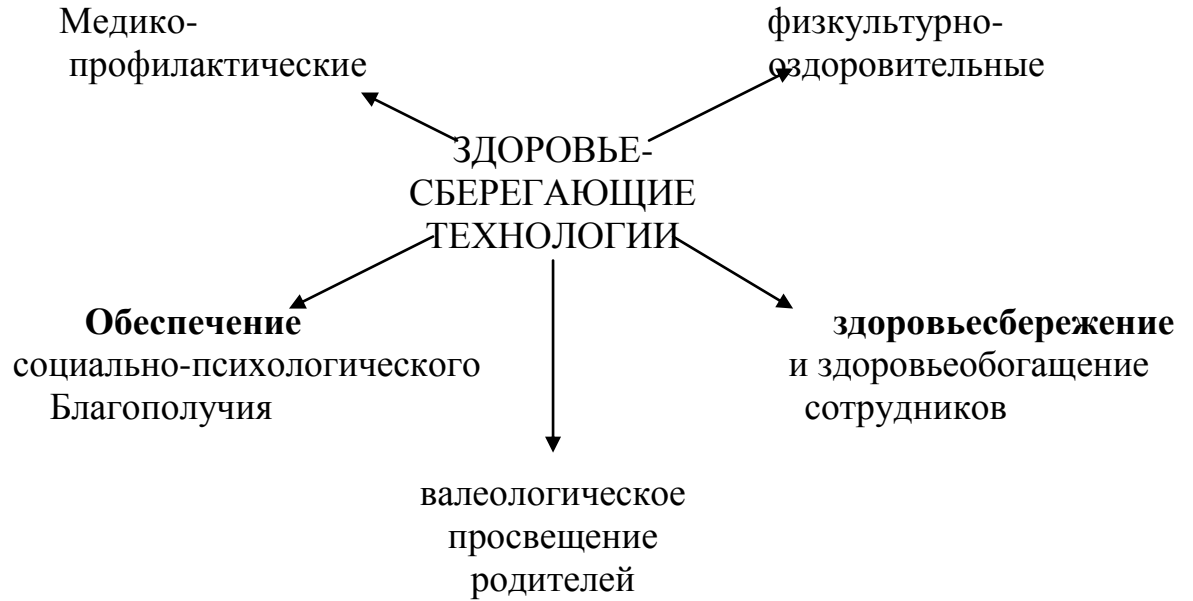 Медико-
профилактические
физкультурно-
оздоровительные
ЗДОРОВЬЕ-
СБЕРЕГАЮЩИЕ
ТЕХНОЛОГИИ
Обеспечение
социально-психологического
Благополучия
здоровьесбережение
и здоровьеобогащение
сотрудников
валеологическое
просвещение
родителей